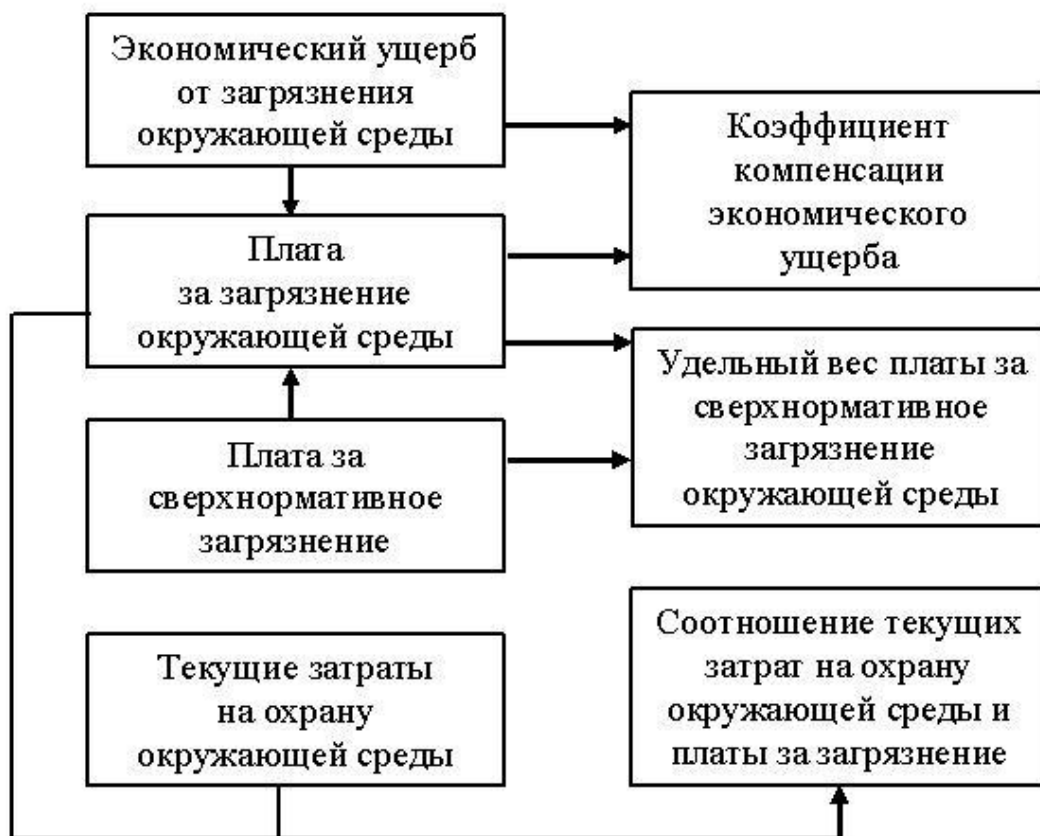 Экономический ущерб
от загрязнения
окружающей среды
Коэффициент
компенсации
экономического
ущерба
Плата
за загрязнение
окружающей среды
Удельный вес платы за
сверхнормативное
загрязнение
окружающей среды
Плата за
сверхнормативное
загрязнение
Текущие затраты
на охрану
окружающей среды
Соотношение текущих
затрат на охрану
окружающей среды и
платы за загрязнение